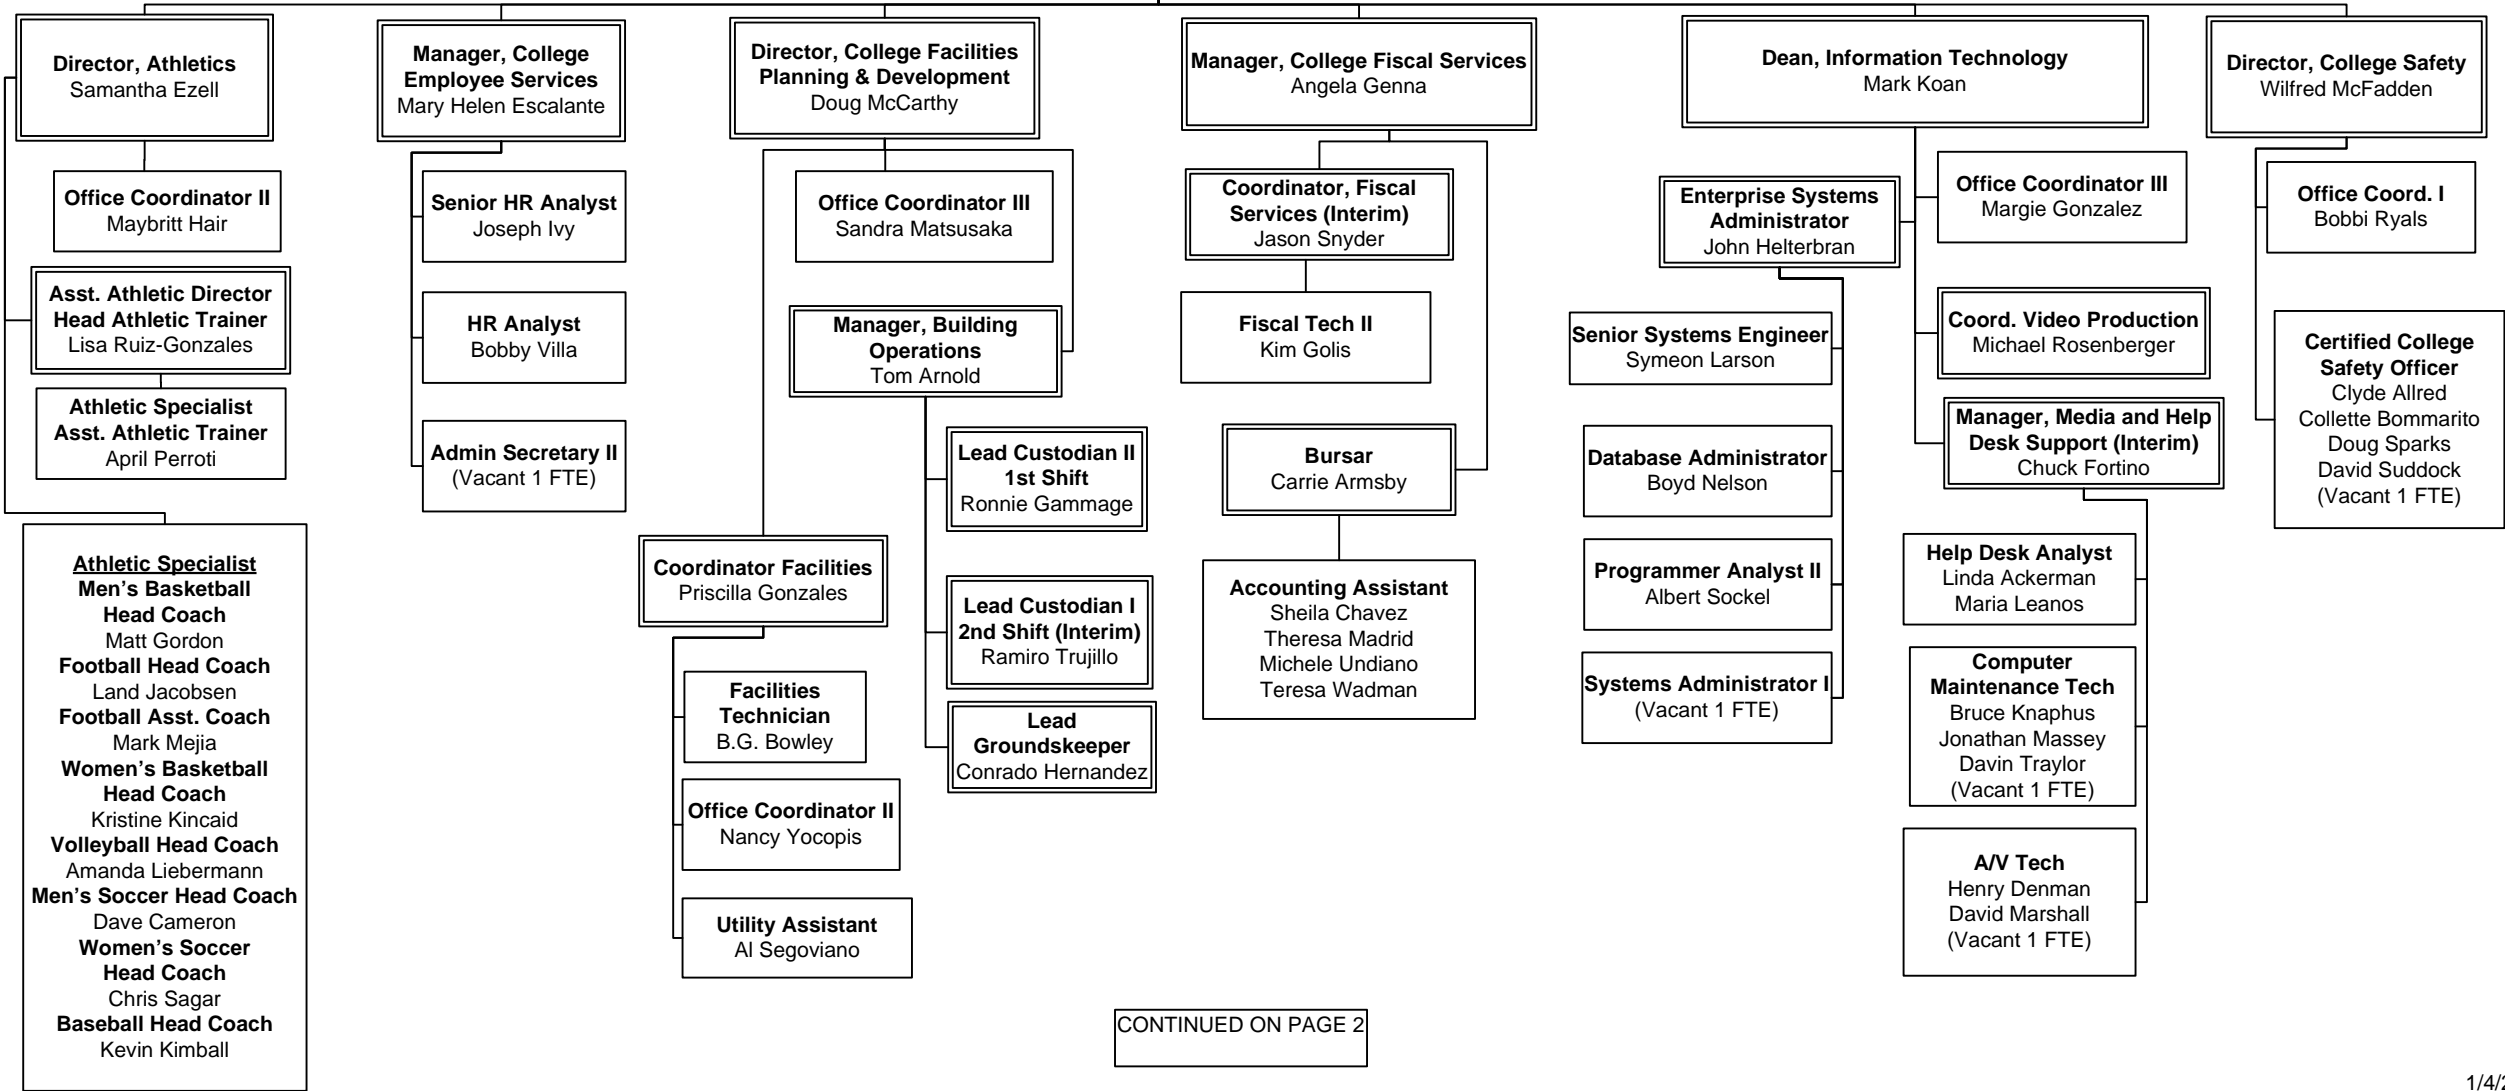 Director, Athletics
Samantha Ezell
Office Coordinator II
Maybritt Hair
Asst. Athletic Director
Head Athletic Trainer
Lisa Ruiz-Gonzales
Athletic Specialist
Asst. Athletic Trainer
April Perroti
Athletic Specialist
Men’s Basketball
Head Coach
Matt Gordon
Football Head Coach
Land Jacobsen
Football Asst. Coach
Mark Mejia
Women’s Basketball
Head Coach
Kristine Kincaid
Volleyball Head Coach
Amanda Liebermann
Men’s Soccer Head Coach
Dave Cameron
Women’s Soccer
Head Coach
Chris Sagar
Baseball Head Coach
Kevin Kimball
Manager, College
Employee Services
Mary Helen Escalante
Senior HR Analyst
Joseph Ivy
HR Analyst
Bobby Villa
Admin Secretary II
(Vacant 1 FTE)
Director, College Facilities
Planning & Development
Doug McCarthy
Office Coordinator III
Sandra Matsusaka
Manager, Building
Operations
Tom Arnold
Lead Custodian II
1st Shift
Ronnie Gammage
Lead Custodian I
2nd Shift (Interim)
Ramiro Trujillo
Lead
Groundskeeper
Conrado Hernandez
Coordinator Facilities
Priscilla Gonzales
Facilities
Technician
B.G. Bowley
Office Coordinator II
Nancy Yocopis
Utility Assistant
Al Segoviano
Manager, College Fiscal Services
Angela Genna
Coordinator, Fiscal
Services (Interim)
Jason Snyder
Fiscal Tech II
Kim Golis
Bursar
Carrie Armsby
Accounting Assistant
Sheila Chavez
Theresa Madrid
Michele Undiano
Teresa Wadman
Dean, Information Technology
Mark Koan
Enterprise Systems
Administrator
John Helterbran
Senior Systems Engineer
Symeon Larson
Database Administrator
Boyd Nelson
Programmer Analyst II
Albert Sockel
Systems Administrator I
(Vacant 1 FTE)
Office Coordinator III
Margie Gonzalez
Coord. Video Production
Michael Rosenberger
Manager, Media and Help
Desk Support (Interim)
Chuck Fortino
Help Desk Analyst
Linda Ackerman
Maria Leanos
Computer
Maintenance Tech
Bruce Knaphus
Jonathan Massey
Davin Traylor
(Vacant 1 FTE)
A/V Tech
Henry Denman
David Marshall
(Vacant 1 FTE)
Director, College Safety
Wilfred McFadden
Office Coord. I
Bobbi Ryals
Certified College
Safety Officer
Clyde Allred
Collette Bommarito
Doug Sparks
David Suddock
(Vacant 1 FTE)
CONTINUED ON PAGE 2